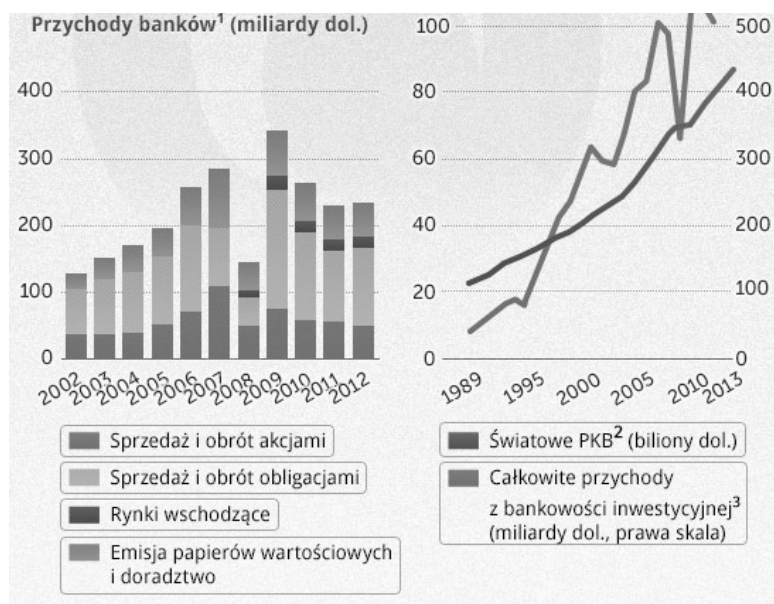 Przychody banków¹ (miliardy dol.)
400
300
200
100
0
2002 2003 2004 2005 2006 2007 2008 2009 2010 2011 2012
Sprzedaż i obrót akcjami
Sprzedaż i obrót obligacjami
Rynki wschodzące
Emisja papierów wartościowych
i doradztwo
100 500
80 400
60 300
40 200
20 100
0 0
1989 1995 2000 2005 2010 2013
Światowe PKB² (biliony dol.)
Całkowite przychody
z bankowości inwestycyjnej³
(miliardy dol., prawa skala)